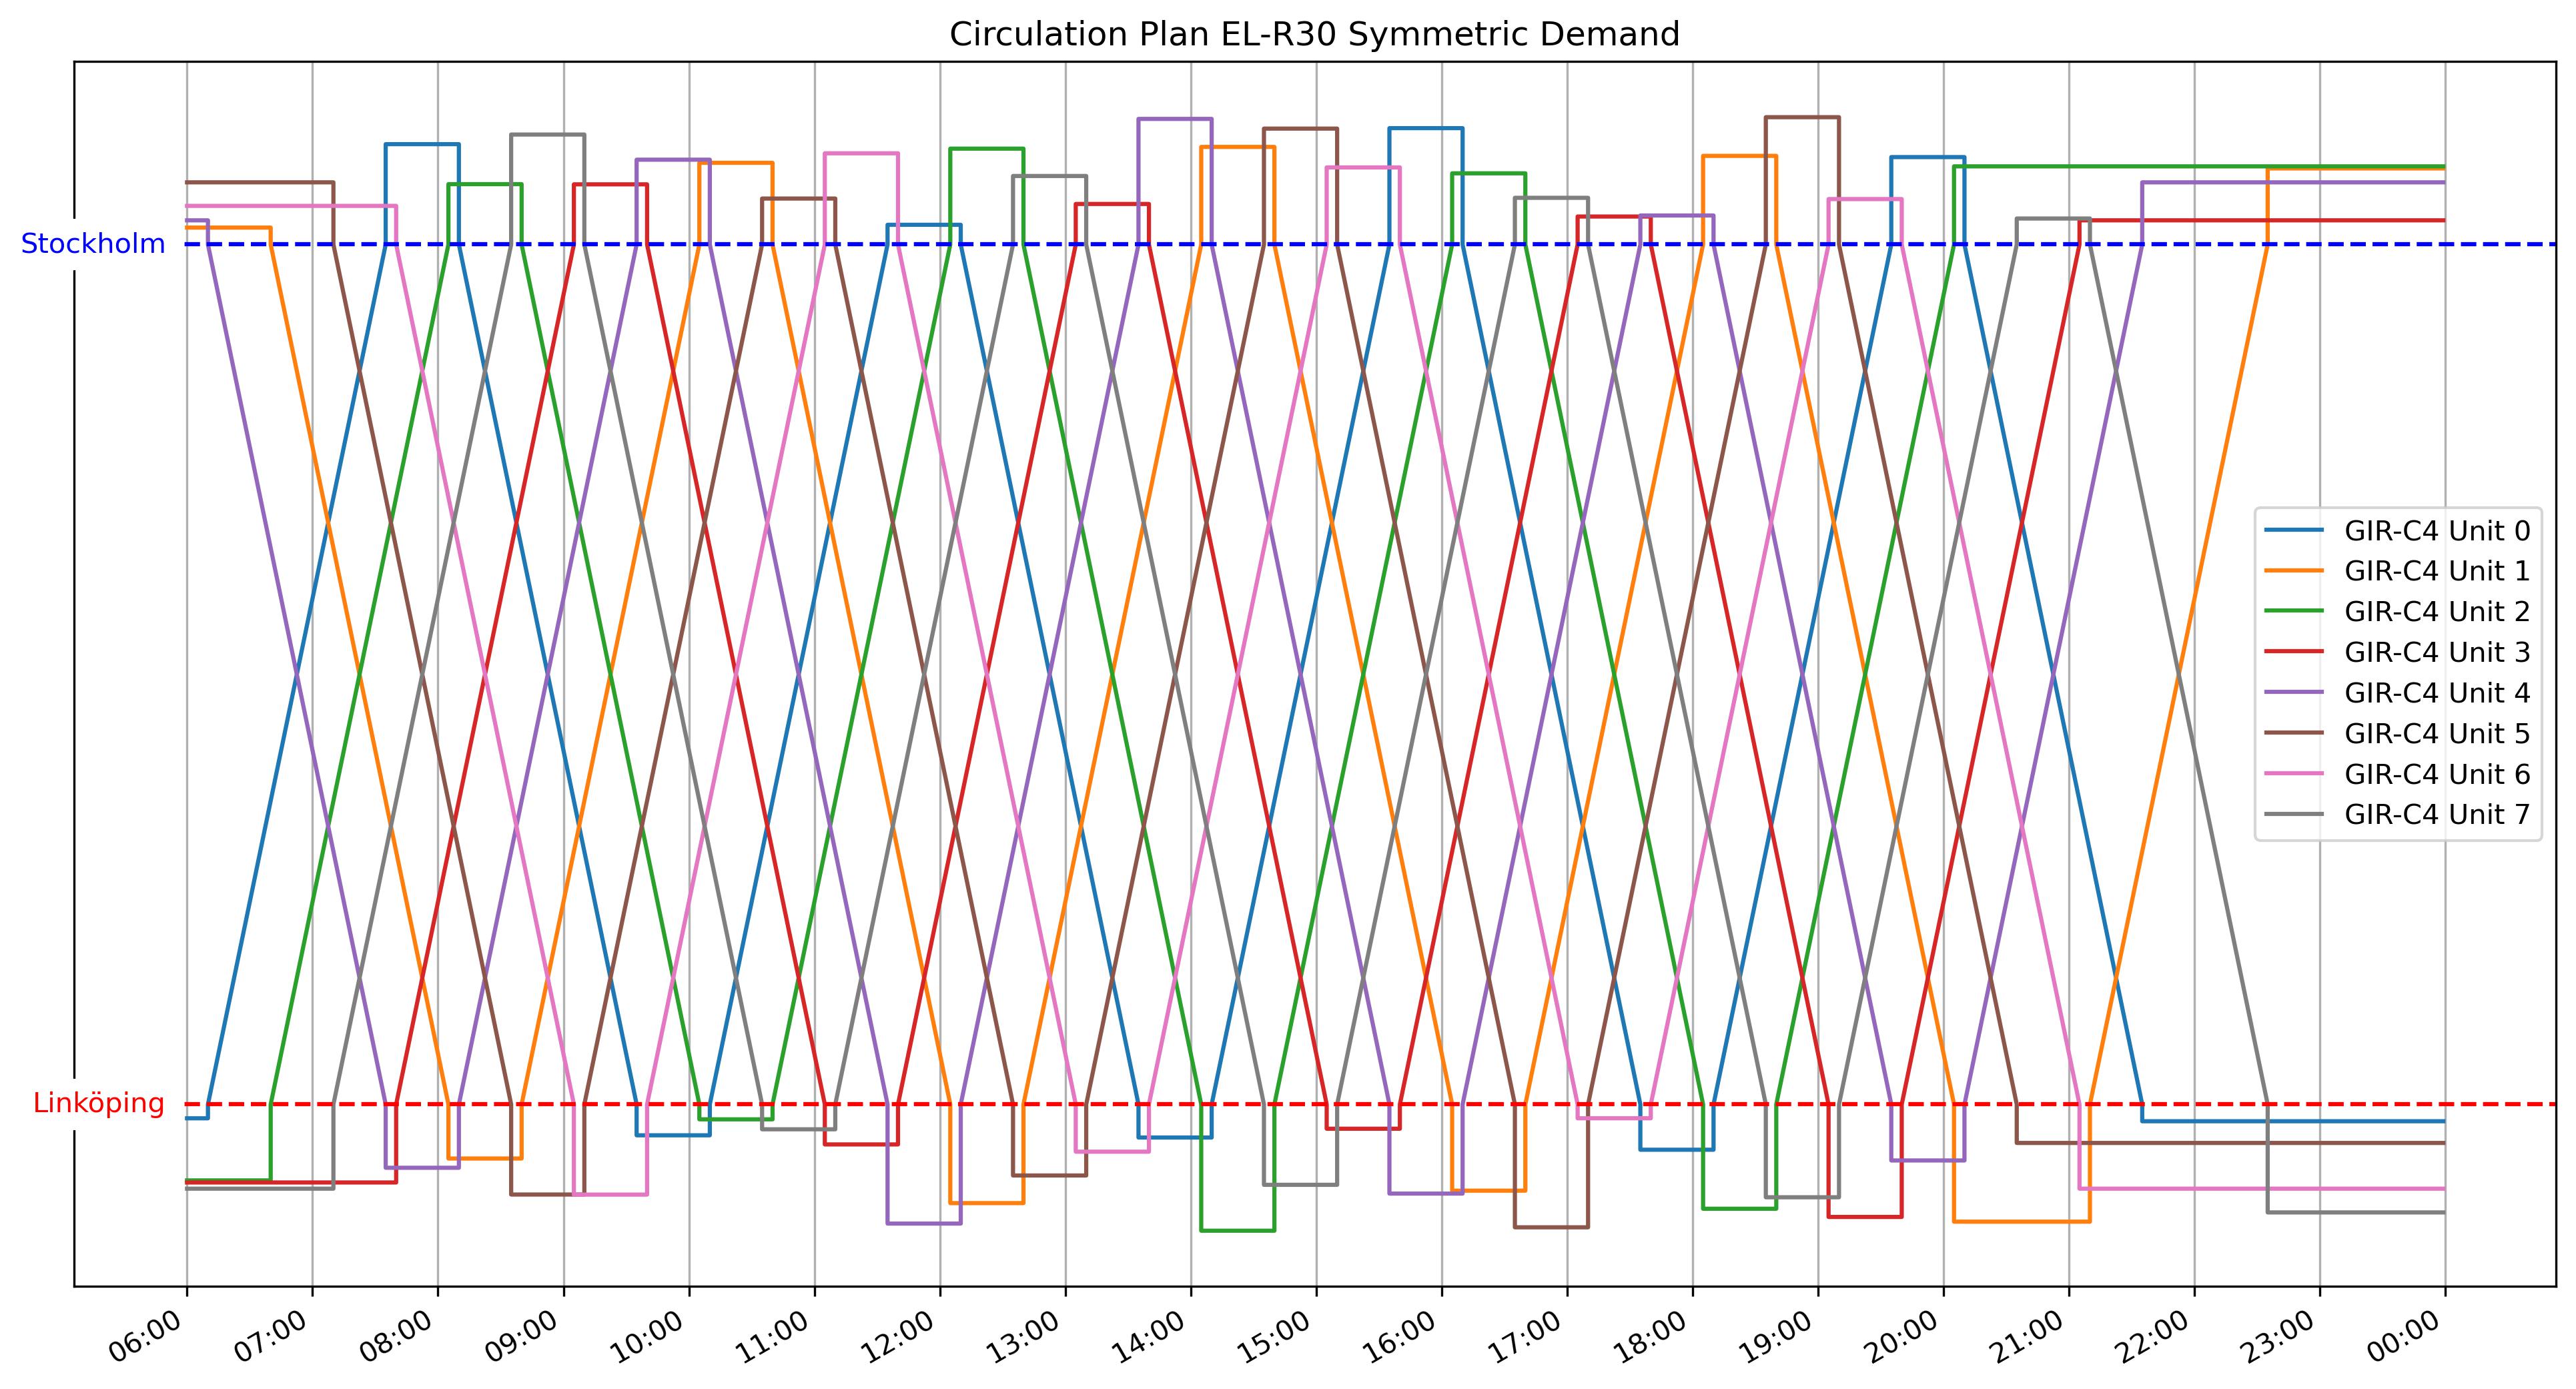 Circulation Plan EL-R30 Symmetric Demand
Stockholm
Linköping
GIR-C4 Unit 0
GIR-C4 Unit 1
GIR-C4 Unit 2
GIR-C4 Unit 3
GIR-C4 Unit 4
GIR-C4 Unit 5
GIR-C4 Unit 6
GIR-C4 Unit 7
06:00 07:00 08:00 09:00 10:00 11:00 12:00 13:00 14:00 15:00 16:00 17:00 18:00 19:00 20:00 21:00 22:00 23:00 00:00